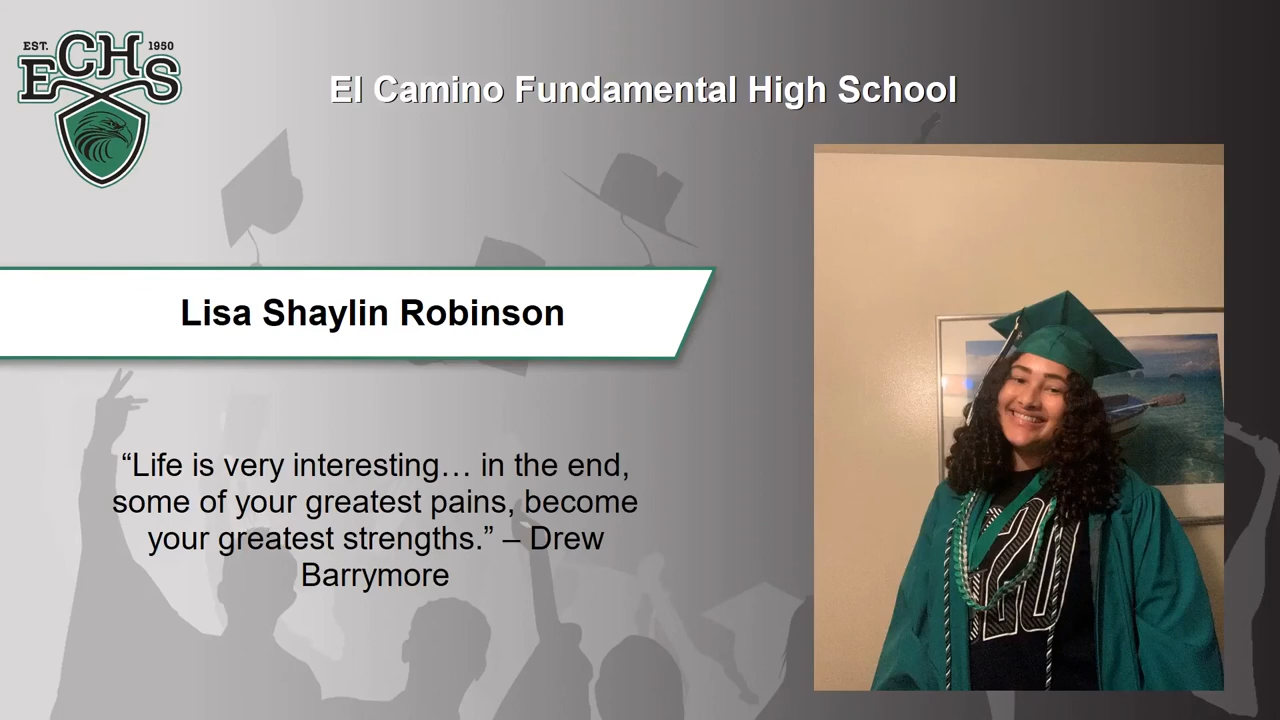 EST. 1950
ECHS
El Camino Fundamental High School
Lisa Shaylin Robinson
“Life is very interesting… in the end,
some of your greatest pains, become
your greatest strengths.” – Drew
Barrymore
20